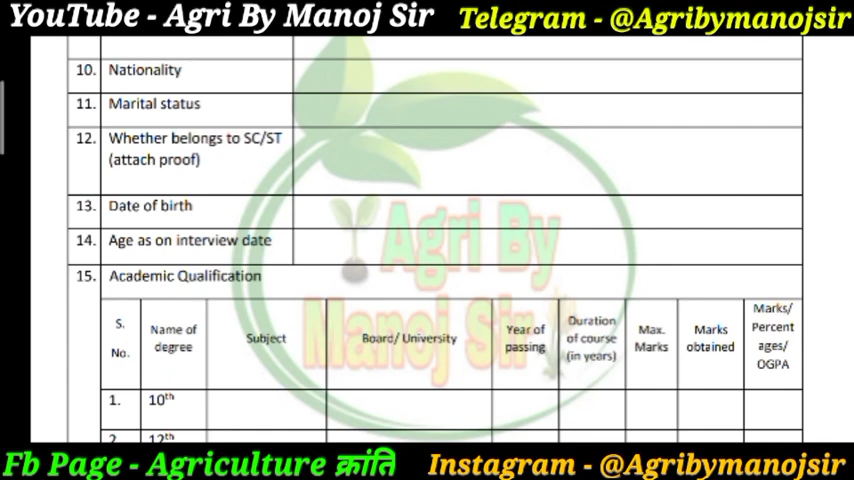 YouTube - Agri By Manoj Sir
Telegram - @Agribymanojsir
10. Nationality
11. Marital status
12. Whether belongs to SC/ST
(attach proof)
13. Date of birth
14. Age as on interview date
15. Academic Qualification
S. No. Name of degree Subject Board/ University Year of passing Duration of course (in years) Max. Marks Marks obtained Marks/ Percent ages/ OGPA
1. 10th
2. 12th
Agri By
Manoj Sir
Fb Page - Agriculture क्रांति
Instagram - @Agribymanojsir